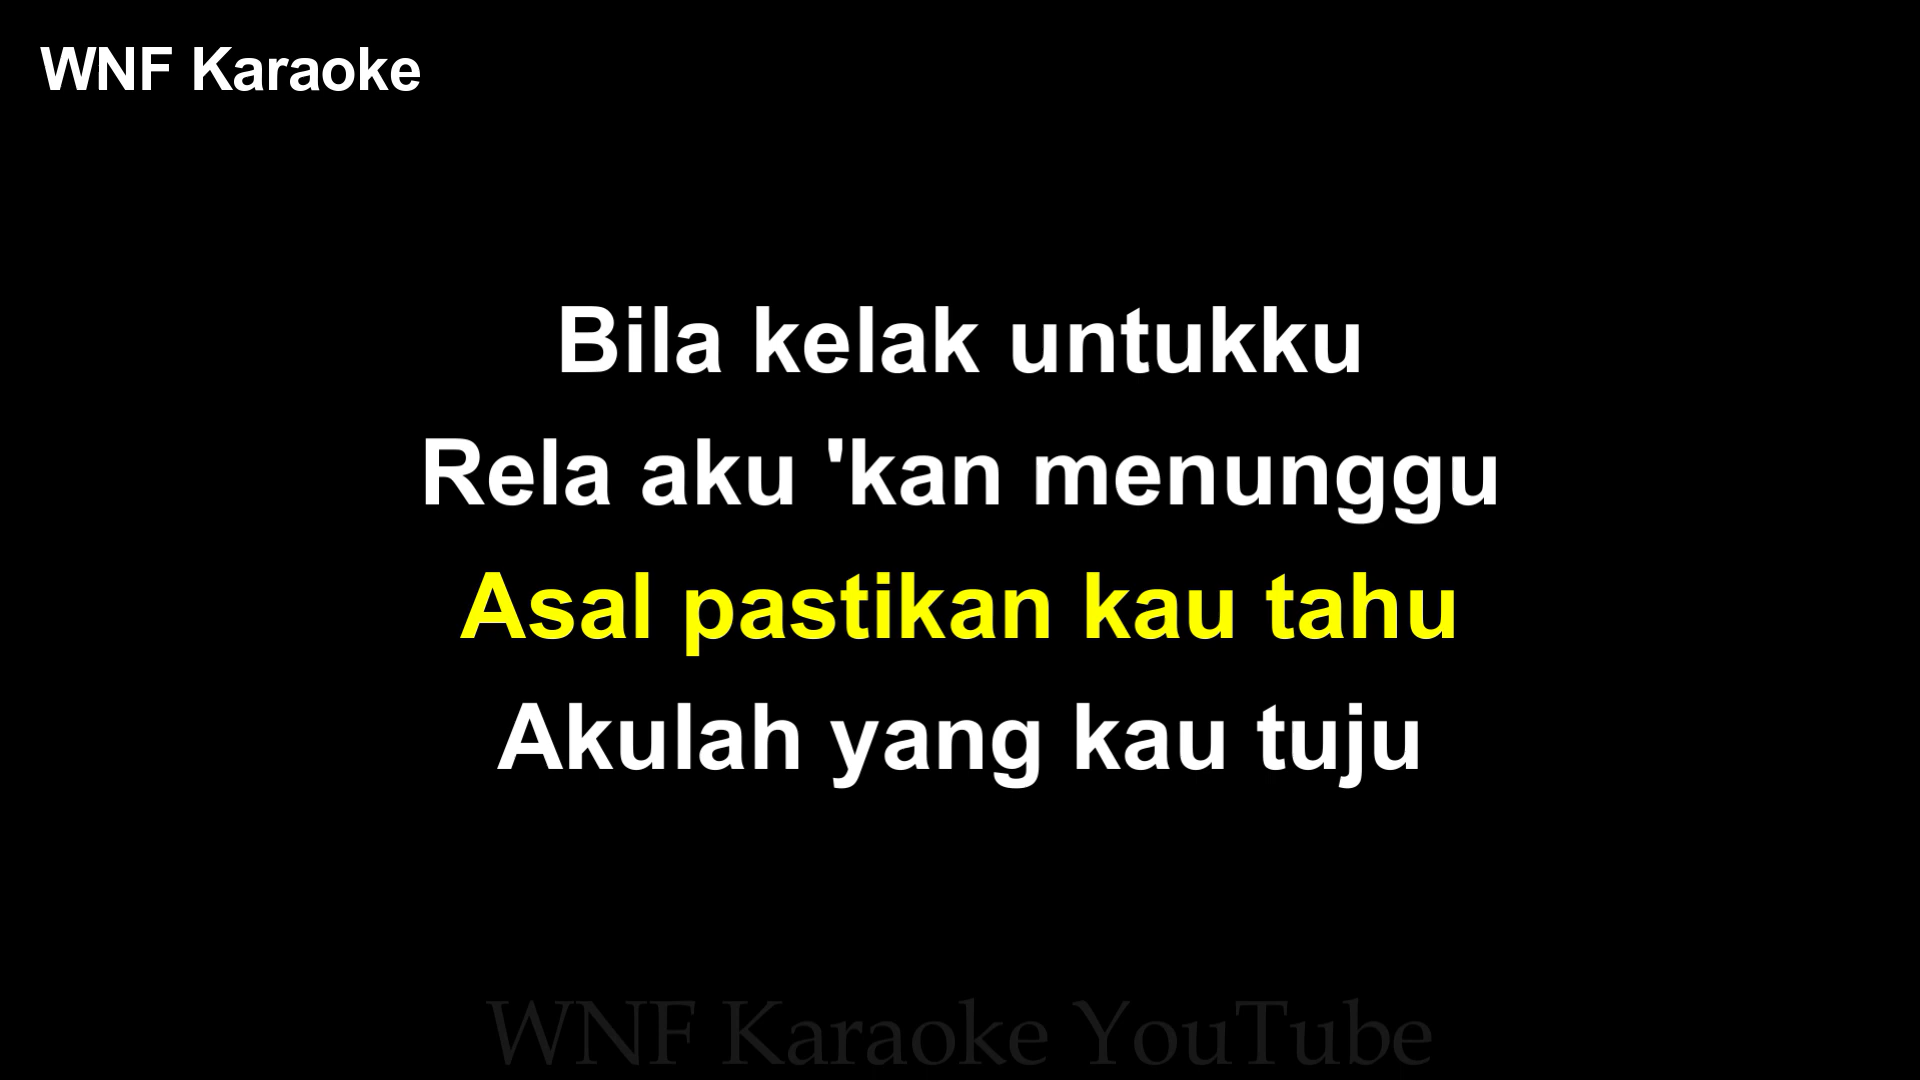 WNF Karaoke
Bila kelak untukku
Rela aku 'kan menunggu
Asal pastikan kau tahu
Akulah yang kau tuju
WNF Karaoke YouTube